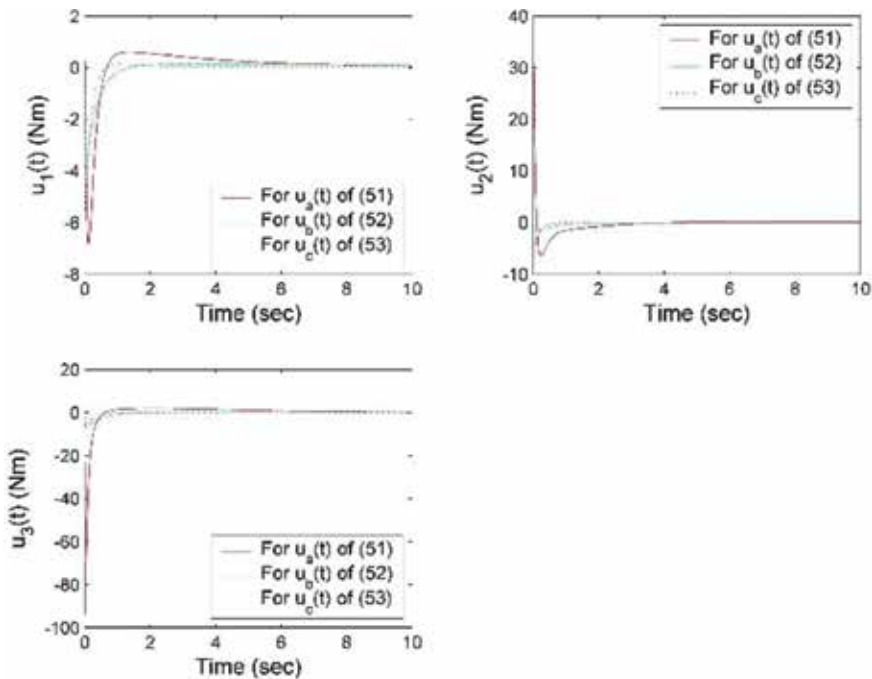 2
0
-2
-4
-6
-8
u1(t) (Nm)
For ua(t) of (51)
For ub(t) of (52)
For uc(t) of (53)
0 2 4 6 8 10
Time (sec)
40
30
20
10
0
-10
u2(t) (Nm)
For ua(t) of (51)
For ub(t) of (52)
For uc(t) of (53)
0 2 4 6 8 10
Time (sec)
20
0
-20
-40
-60
-80
-100
u3(t) (Nm)
For ua(t) of (51)
For ub(t) of (52)
For uc(t) of (53)
0 2 4 6 8 10
Time (sec)